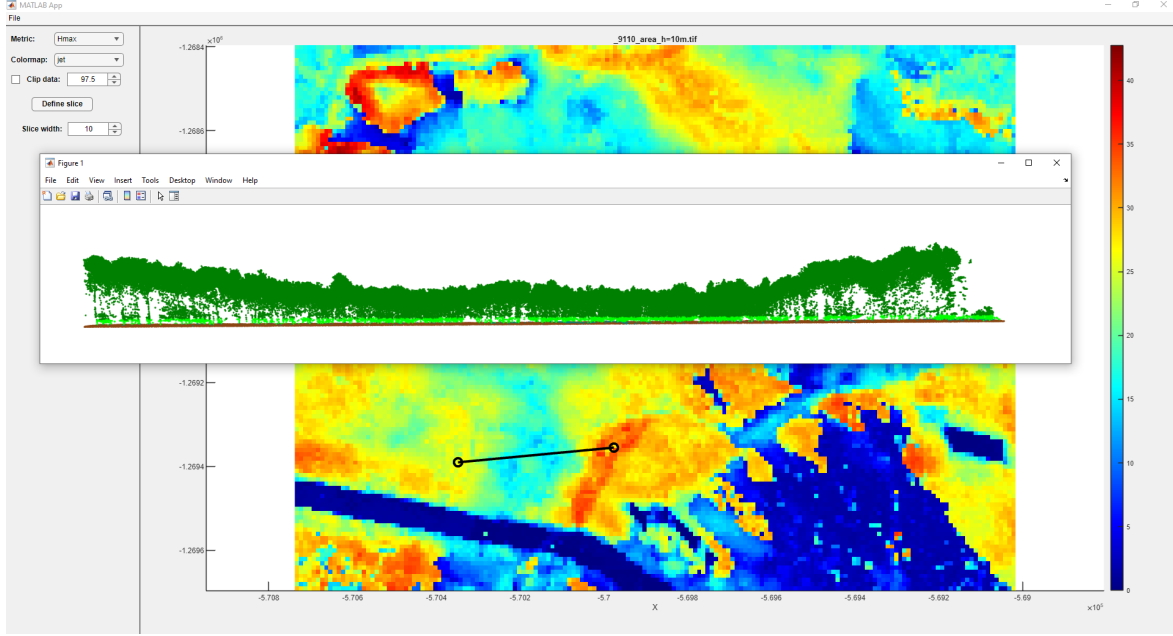 MATLAB App
File
Metric: Hmax
Colormap: jet
Clip data: 97.5
Define slice
Slice width: 10
_9110_area_h=10m.tif
×10⁶
-1.2684
-1.2686
Figure 1
File Edit View Insert Tools Desktop Window Help
-1.2692
-1.2694
-1.2696
-5.708 -5.706 -5.704 -5.702 -5.7 -5.698 -5.696 -5.694 -5.692 -5.69
X
×10⁵
40
35
30
25
20
15
10
5
0